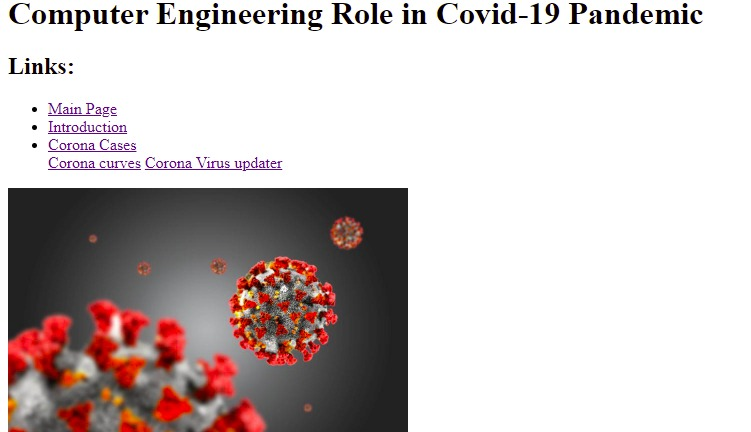 Computer Engineering Role in Covid-19 Pandemic
Links:
Main Page
Introduction
Corona Cases
Corona curves Corona Virus updater